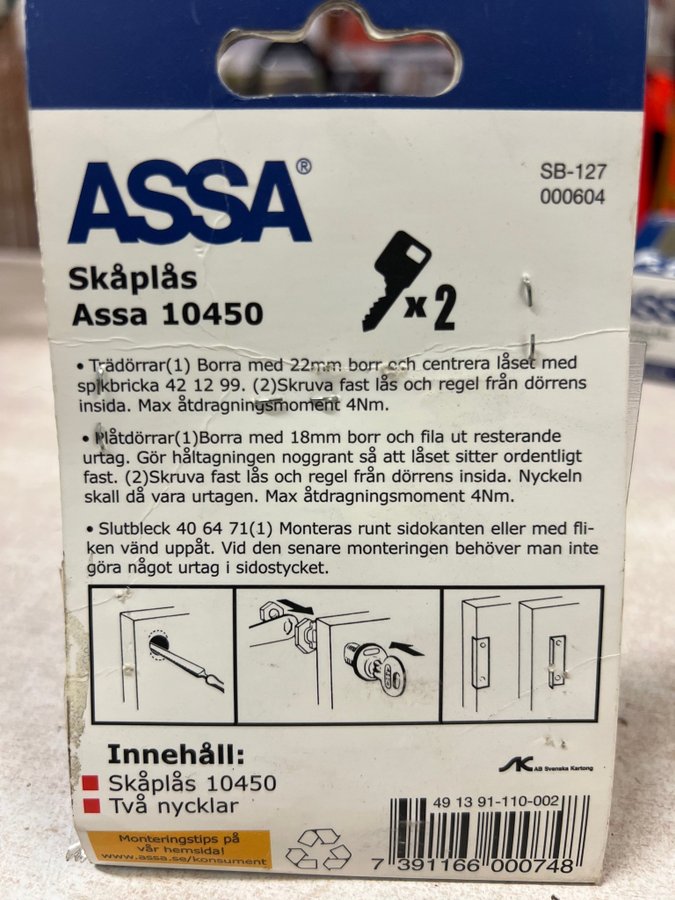 ASSA®
SB-127
000604
Skåplås
Assa 10450
x 2
• Trädörrar(1) Borra med 22mm borr och centrera låset med
spikbricka 42 12 99. (2)Skruva fast lås och regel från dörrens
insida. Max åtdragningsmoment 4Nm.
• Plåtdörrar(1)Borra med 18mm borr och fila ut resterande
urtag. Gör håltagningen noggrant så att låset sitter ordentligt
fast. (2)Skruva fast lås och regel från dörrens insida. Nyckeln
skall då vara urtagen. Max åtdragningsmoment 4Nm.
• Slutbleck 40 64 71(1) Monteras runt sidokanten eller med fli-
ken vänd uppåt. Vid den senare monteringen behöver man inte
göra något urtag i sidostycket.
Innehåll:
Skåplås 10450
Två nycklar
AB Svenska Kartong
Monteringstips på
vår hemsida!
www.assa.se/konsument
49 13 91-110-002
7 391166 000748